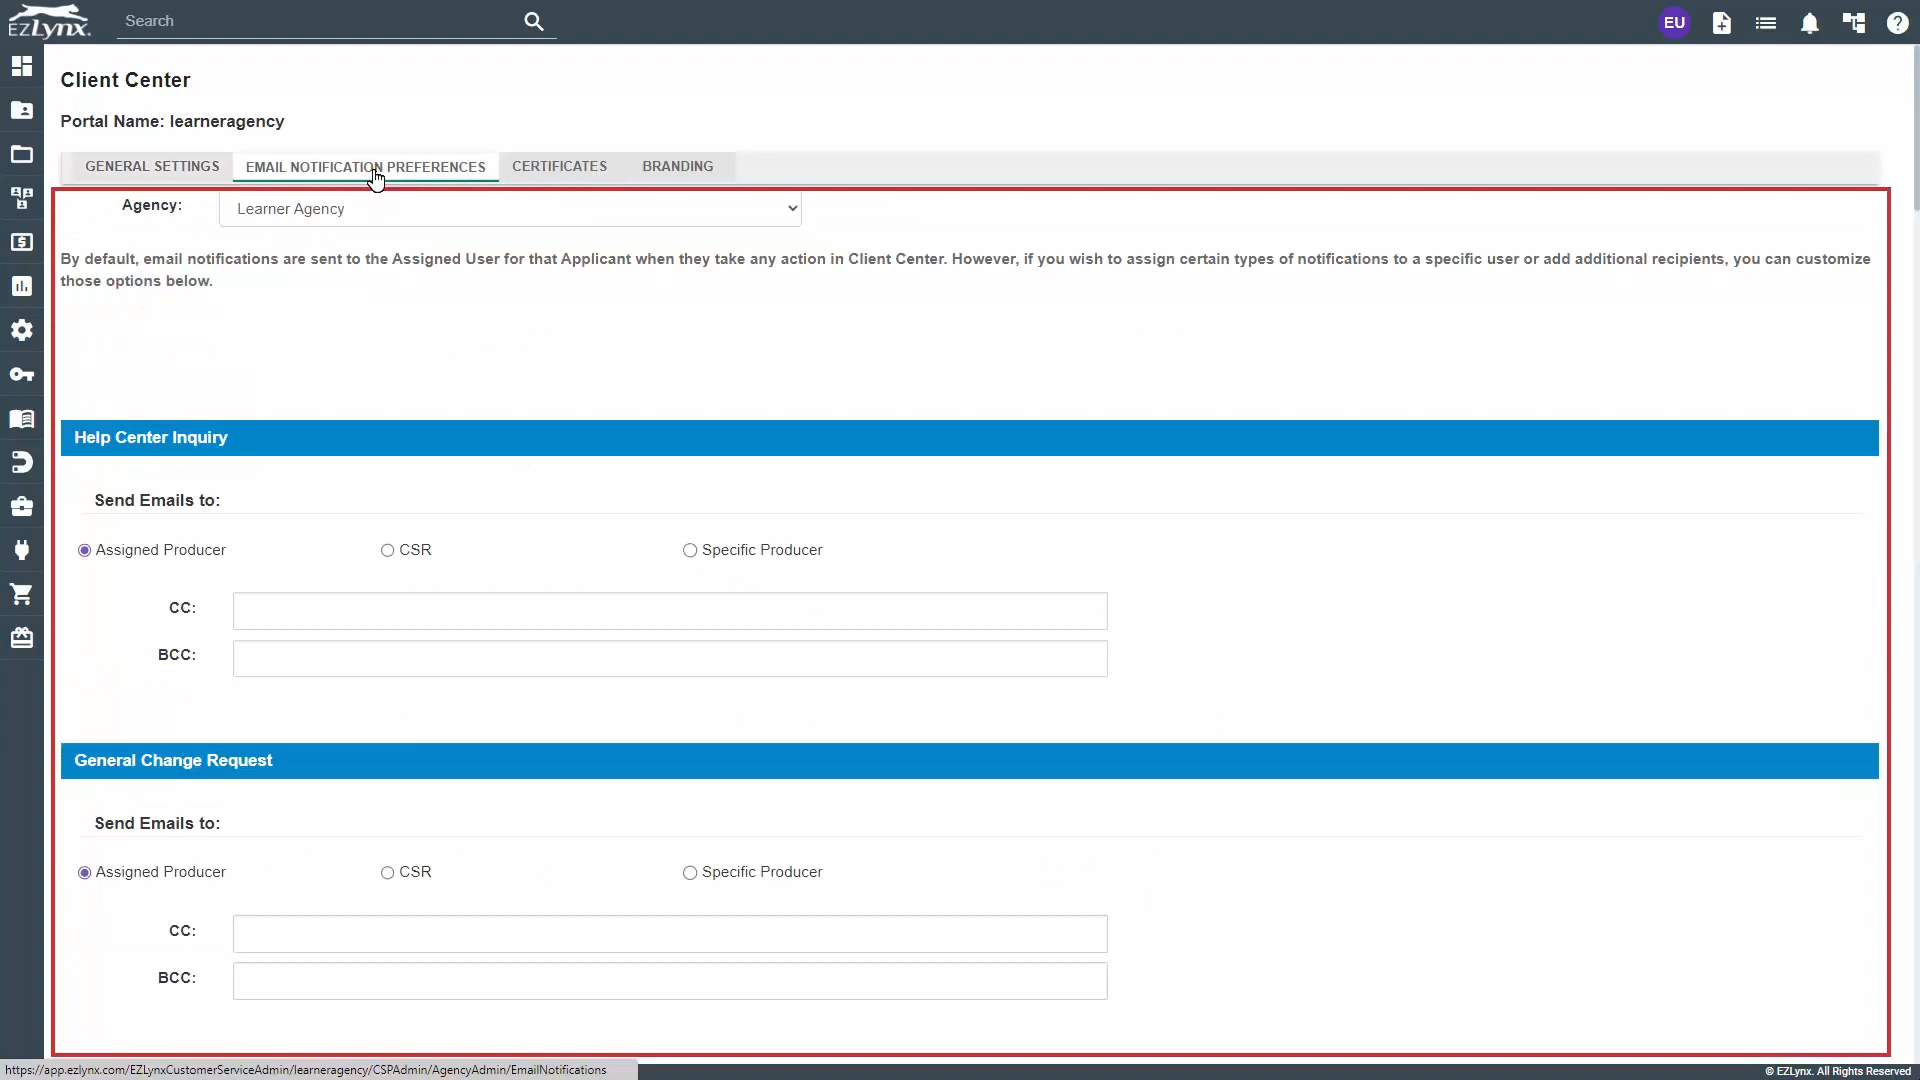 EZLynx.
Search
EU
Client Center
Portal Name: learneragency
GENERAL SETTINGS
EMAIL NOTIFICATION PREFERENCES
CERTIFICATES
BRANDING
Agency:
Learner Agency
By default, email notifications are sent to the Assigned User for that Applicant when they take any action in Client Center. However, if you wish to assign certain types of notifications to a specific user or add additional recipients, you can customize
those options below.
Help Center Inquiry
Send Emails to:
Assigned Producer
CSR
Specific Producer
CC:
BCC:
General Change Request
Send Emails to:
Assigned Producer
CSR
Specific Producer
CC:
BCC:
https://app.ezlynx.com/EZLynxCustomerServiceAdmin/learneragency/CSPAdmin/AgencyAdmin/EmailNotifications
© EZLynx. All Rights Reserved